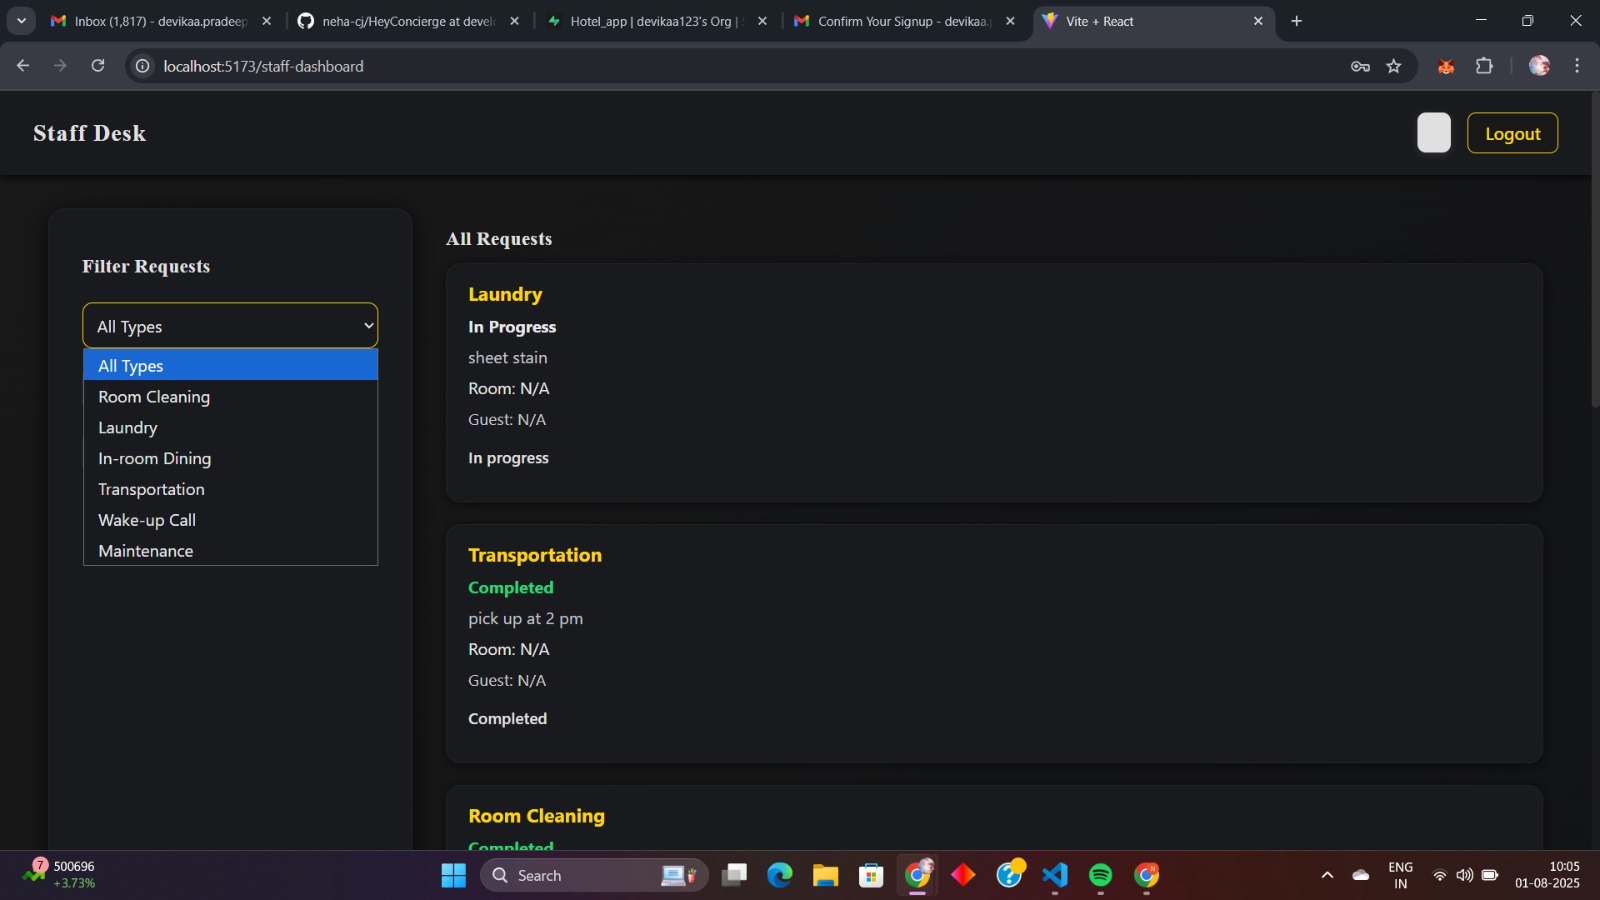 Inbox (1,817) - devikaa.pradeep
neha-cj/HeyConcierge at devel
Hotel_app | devikaa123's Org |
Confirm Your Signup - devikaa.
Vite + React
localhost:5173/staff-dashboard
Staff Desk
Logout
Filter Requests
All Types
All Types
Room Cleaning
Laundry
In-room Dining
Transportation
Wake-up Call
Maintenance
All Requests
Laundry
In Progress
sheet stain
Room: N/A
Guest: N/A
In progress
Transportation
Completed
pick up at 2 pm
Room: N/A
Guest: N/A
Completed
Room Cleaning
Completed
7
500696
+3.73%
Search
ENG
IN
10:05
01-08-2025